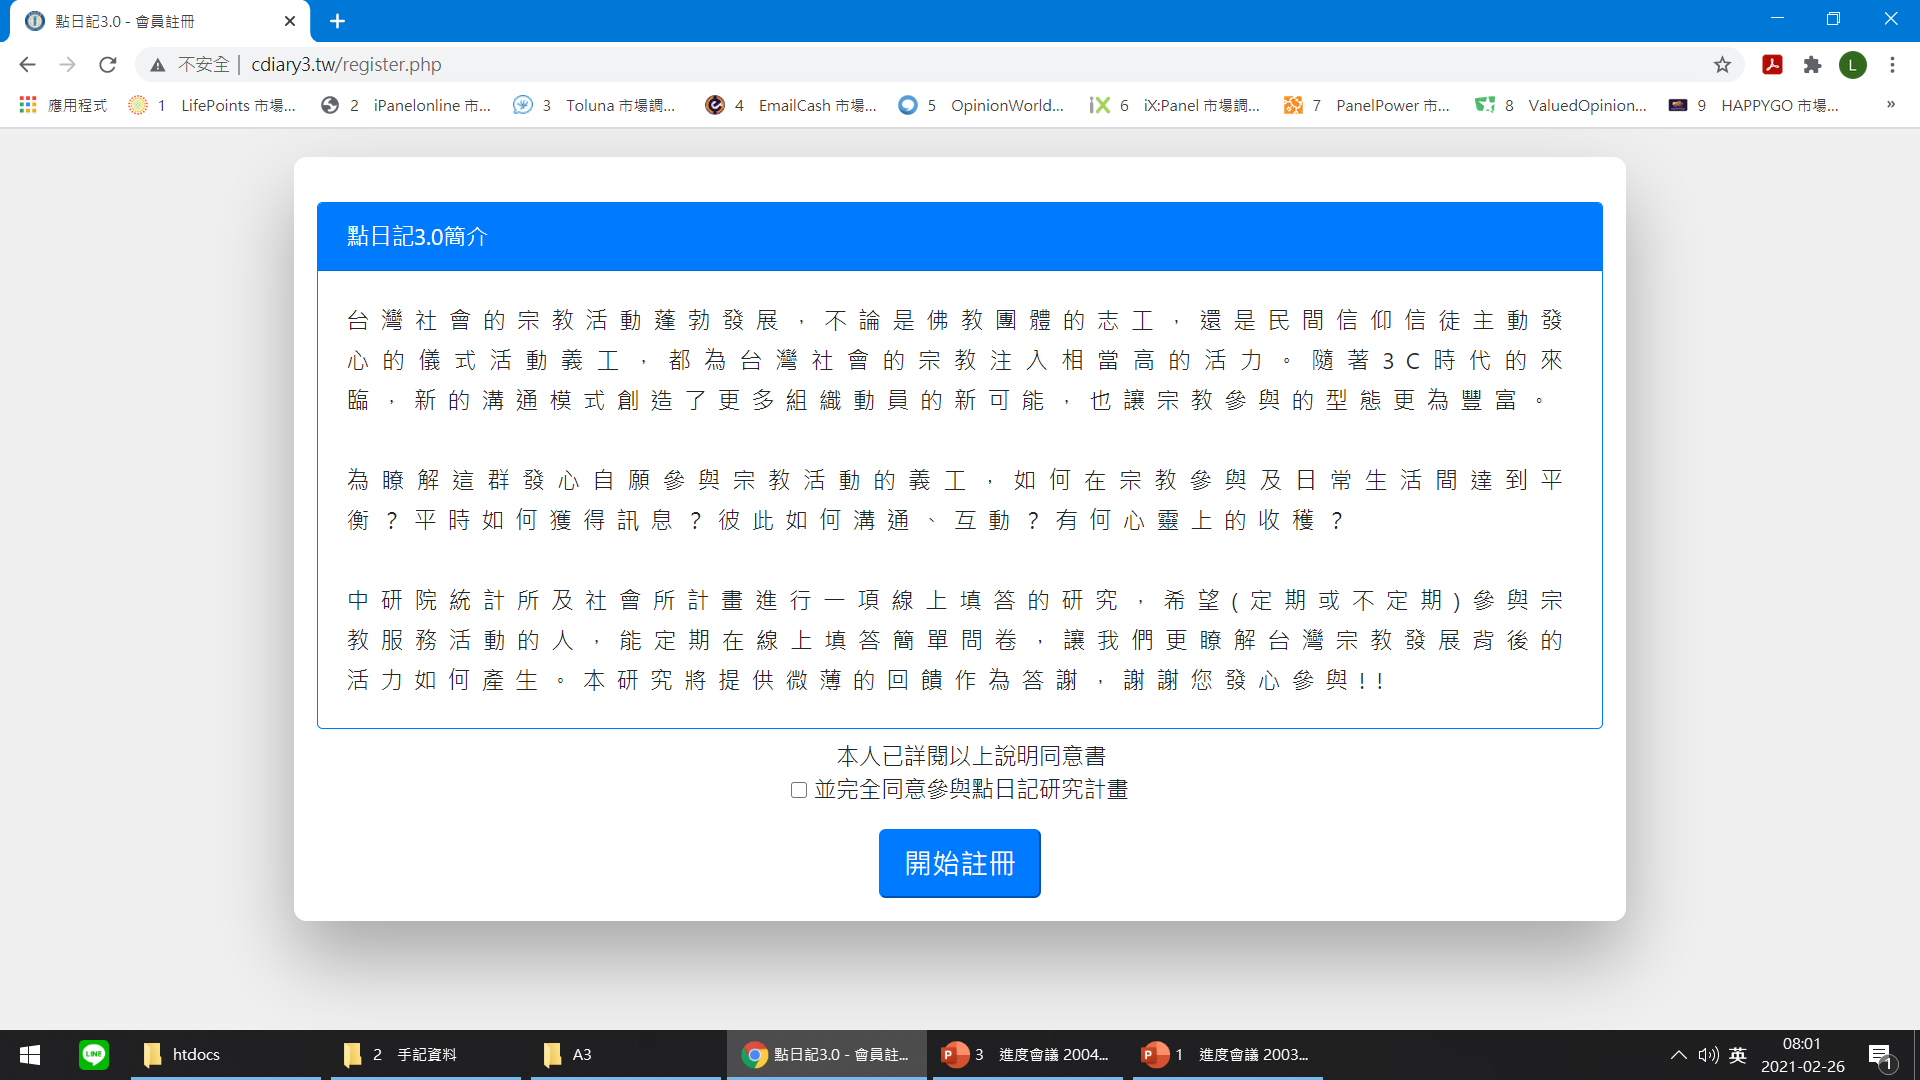 點日記3.0 - 會員註冊
不安全 | cdiary3.tw/register.php
L
應用程式 1 LifePoints 市場... 2 iPanelonline 市... 3 Toluna 市場調... 4 EmailCash 市場... 5 OpinionWorld... 6 iX:Panel 市場調... 7 PanelPower 市... 8 ValuedOpinion... 9 HAPPYGO 市場... »
點日記3.0簡介
台灣社會的宗教活動蓬勃發展，不論是佛教團體的志工，還是民間信仰信徒主動發
心的儀式活動義工，都為台灣社會的宗教注入相當高的活力。隨著3C時代的來
臨，新的溝通模式創造了更多組織動員的新可能，也讓宗教參與的型態更為豐富。
為瞭解這群發心自願參與宗教活動的義工，如何在宗教參與及日常生活間達到平
衡？平時如何獲得訊息？彼此如何溝通、互動？有何心靈上的收穫？
中研院統計所及社會所計畫進行一項線上填答的研究，希望(定期或不定期)參與宗
教服務活動的人，能定期在線上填答簡單問卷，讓我們更瞭解台灣宗教發展背後的
活力如何產生。本研究將提供微薄的回饋作為答謝，謝謝您發心參與!!
本人已詳閱以上說明同意書
並完全同意參與點日記研究計畫
開始註冊
LINE htdocs 2 手記資料 A3 點日記3.0 - 會員註... 3 進度會議 2004... 1 進度會議 2003... 英 08:01
2021-02-26 1